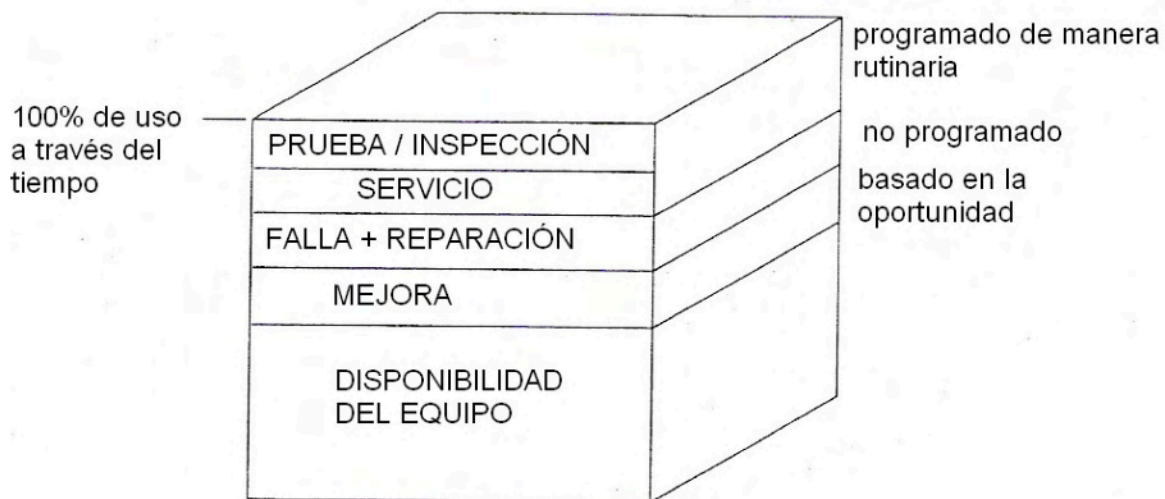 programado de manera
rutinaria
100% de uso
a través del
tiempo
PRUEBA / INSPECCIÓN
no programado
SERVICIO
basado en la
oportunidad
FALLA + REPARACIÓN
MEJORA
DISPONIBILIDAD
DEL EQUIPO